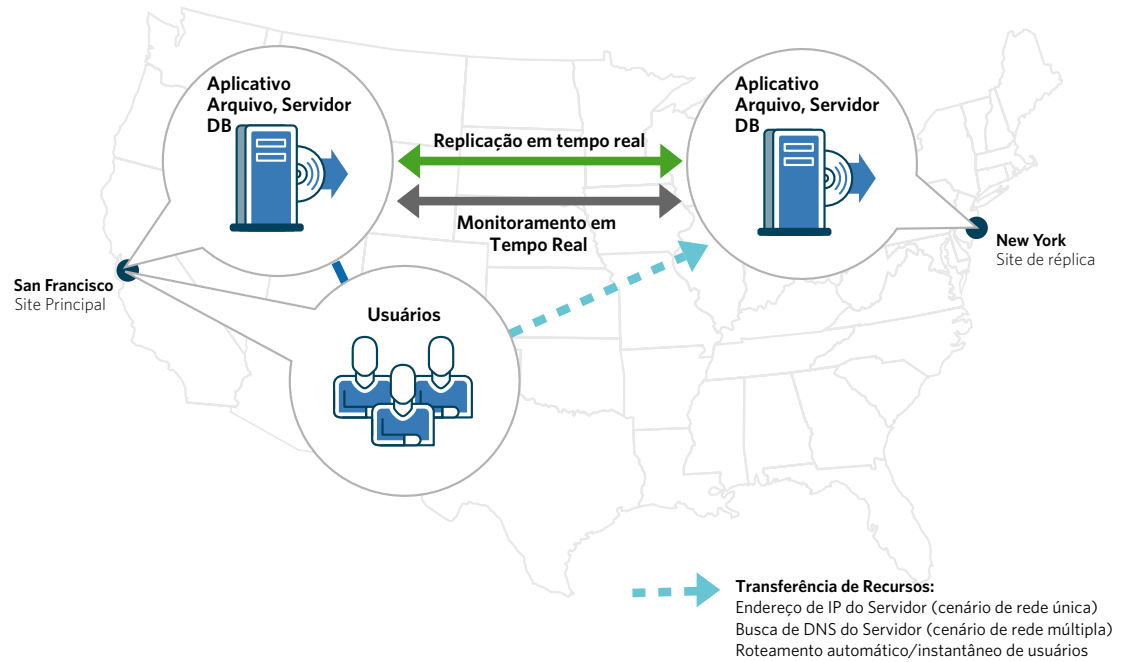 Aplicativo
Arquivo, Servidor
DB
Aplicativo
Arquivo, Servidor
DB
Replicação em tempo real
Monitoramento em
Tempo Real
San Francisco
Site Principal
New York
Site de réplica
Usuários
Transferência de Recursos:
Endereço de IP do Servidor (cenário de rede única)
Busca de DNS do Servidor (cenário de rede múltipla)
Roteamento automático/instantâneo de usuários